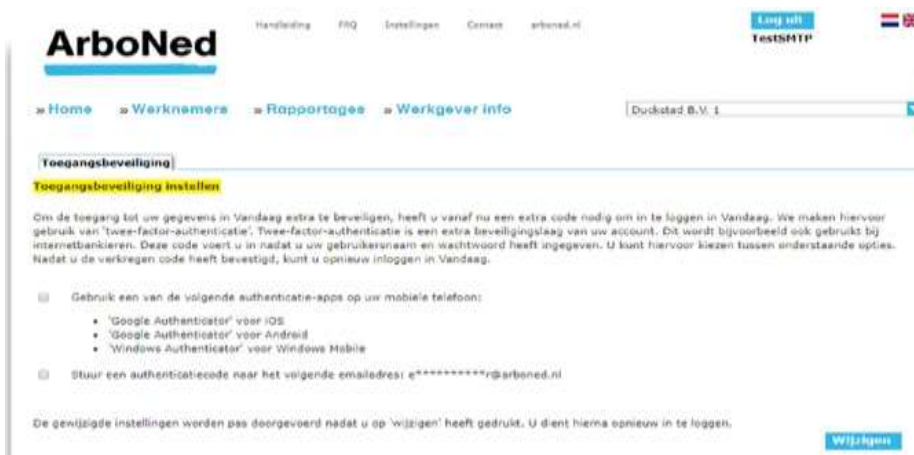 Handleiding FAQ Instellingen Contact arboned.nl
Log uit
TestSMTP
ArboNed
» Home » Werknemers » Rapportages » Werkgever info
Duckstad B.V. 1
Toegangsbeveiliging
Toegangsbeveiliging instellen
Om de toegang tot uw gegevens in Vandaag extra te beveiligen, heeft u vanaf nu een extra code nodig om in te loggen in Vandaag. We maken hiervoor
gebruik van 'twee-factor-authenticatie'. Twee-factor-authenticatie is een extra beveiligingslaag van uw account. Dit wordt bijvoorbeeld ook gebruikt bij
internetbankieren. Deze code voert u in nadat u uw gebruikersnaam en wachtwoord heeft ingegeven. U kunt hiervoor kiezen tussen onderstaande opties.
Nadat u de verkregen code heeft bevestigd, kunt u opnieuw inloggen in Vandaag.
Gebruik een van de volgende authenticatie-apps op uw mobiele telefoon:
• 'Google Authenticator' voor iOS
• 'Google Authenticator' voor Android
• 'Windows Authenticator' voor Windows Mobile
Stuur een authenticatiecode naar het volgende emailadres: e**********r@arboned.nl
De gewijzigde instellingen worden pas doorgevoerd nadat u op 'wijzigen' heeft gedrukt. U dient hierna opnieuw in te loggen.
Wijzigen